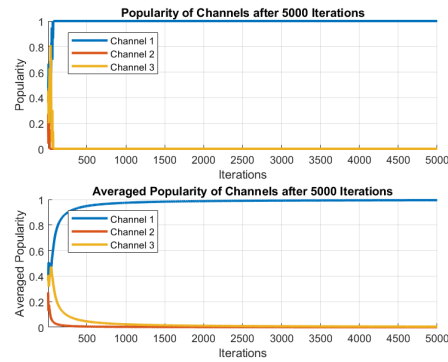 Popularity of Channels after 5000 Iterations
1
0.8
0.6
0.4
0.2
0
Popularity
Channel 1
Channel 2
Channel 3
500 1000 1500 2000 2500 3000 3500 4000 4500 5000
Iterations
Averaged Popularity of Channels after 5000 Iterations
1
0.8
0.6
0.4
0.2
0
Averaged Popularity
Channel 1
Channel 2
Channel 3
500 1000 1500 2000 2500 3000 3500 4000 4500 5000
Iterations